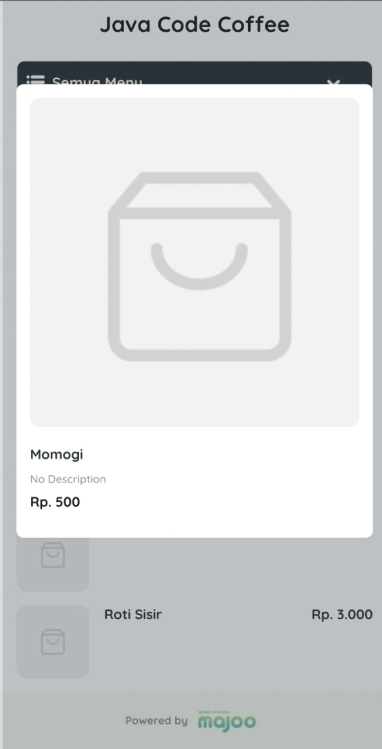 Java Code Coffee
Semua Menu
Momogi
No Description
Rp. 500
Roti Sisir Rp. 3.000
Powered by majoo